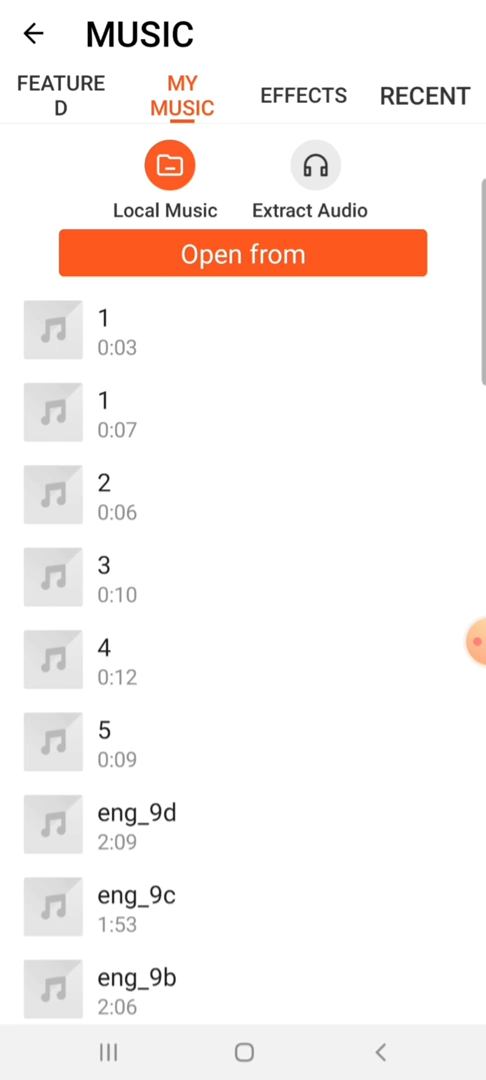 MUSIC
FEATURE
D
MY
MUSIC
EFFECTS
RECENT
Local Music
Extract Audio
Open from
1
0:03
1
0:07
2
0:06
3
0:10
4
0:12
5
0:09
eng_9d
2:09
eng_9c
1:53
eng_9b
2:06